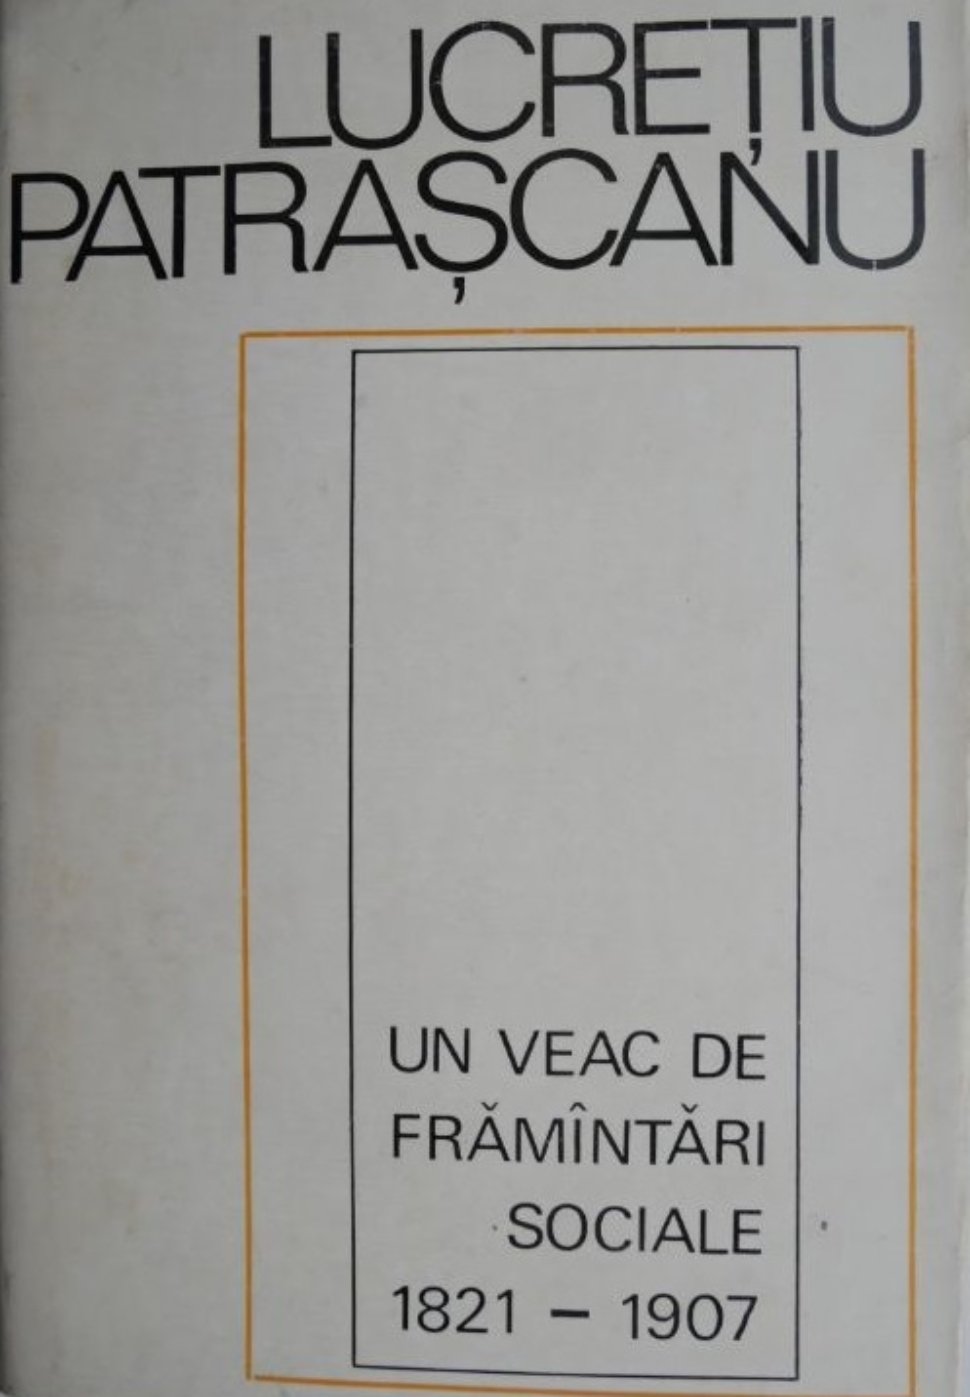 LUCREȚIU
PATRAȘCANU
UN VEAC DE
FRĂMÎNTĂRI
SOCIALE
1821 – 1907